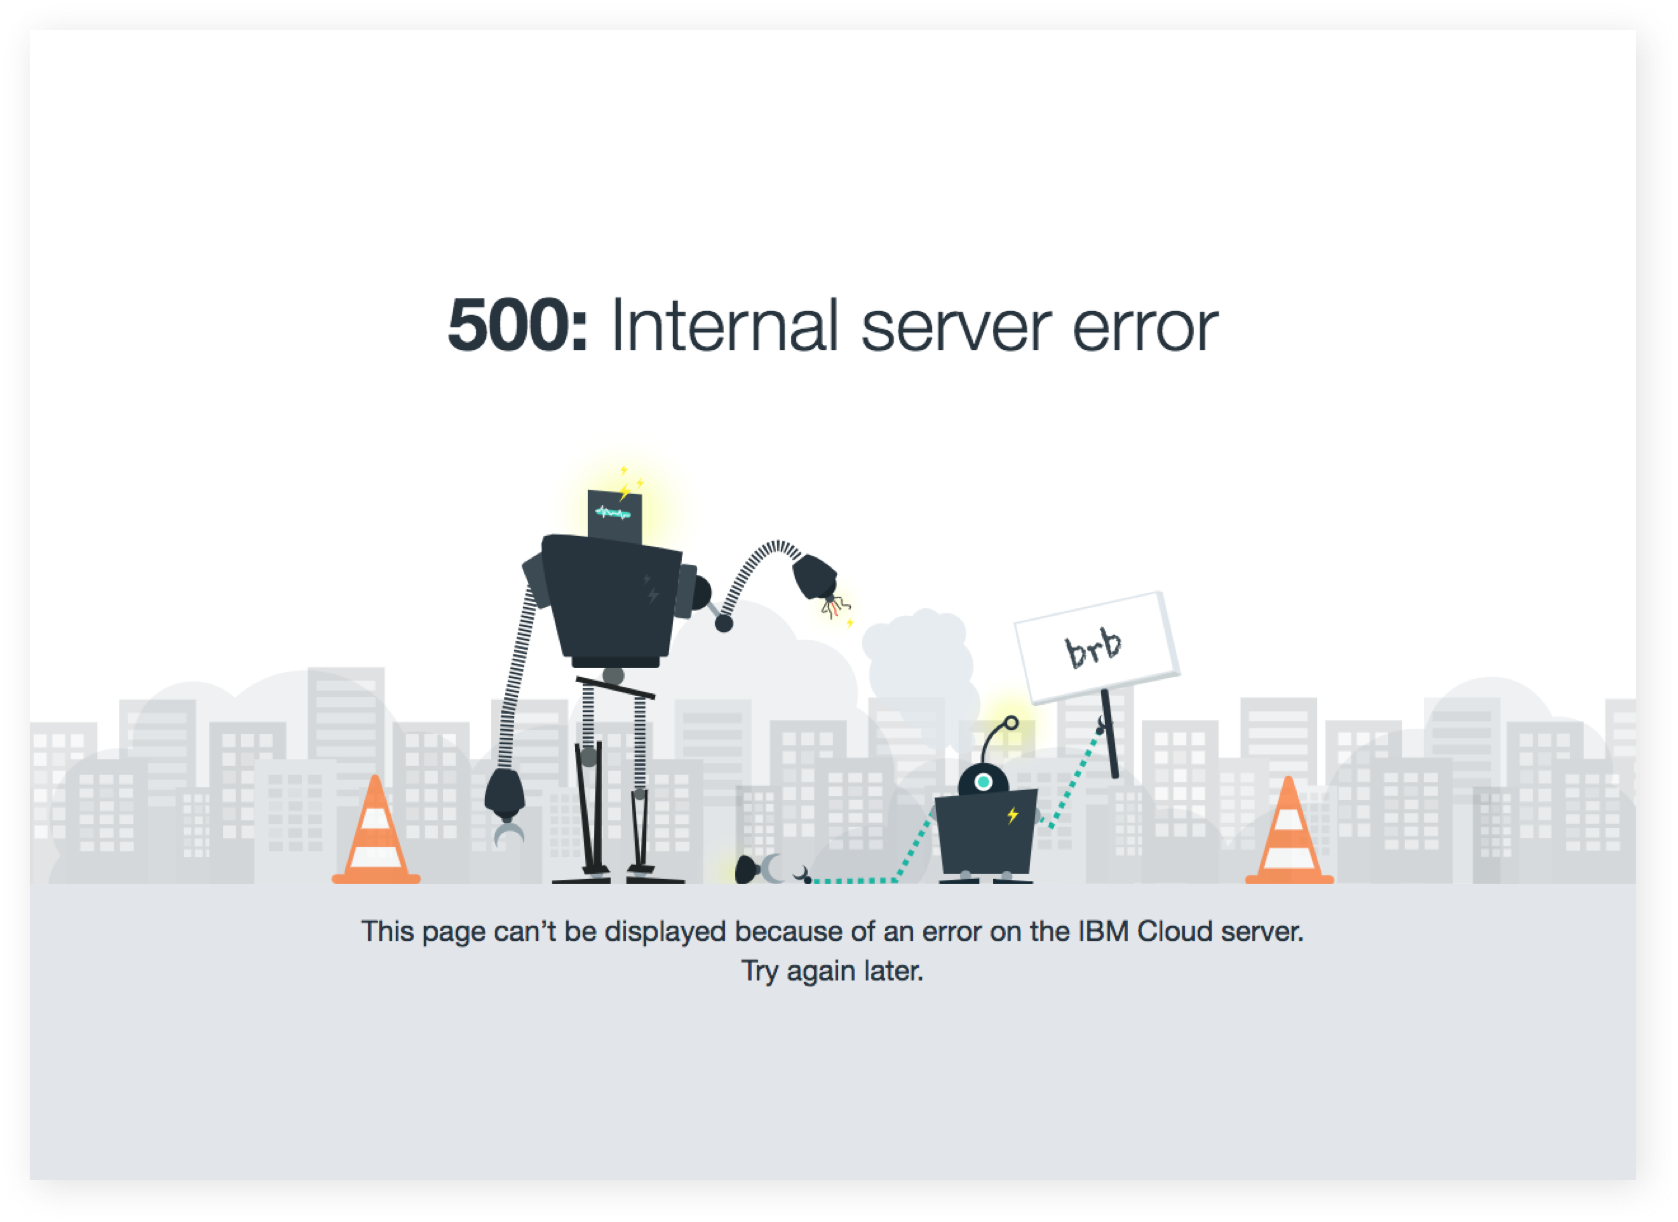 500: Internal server error
brb
This page can’t be displayed because of an error on the IBM Cloud server.
Try again later.